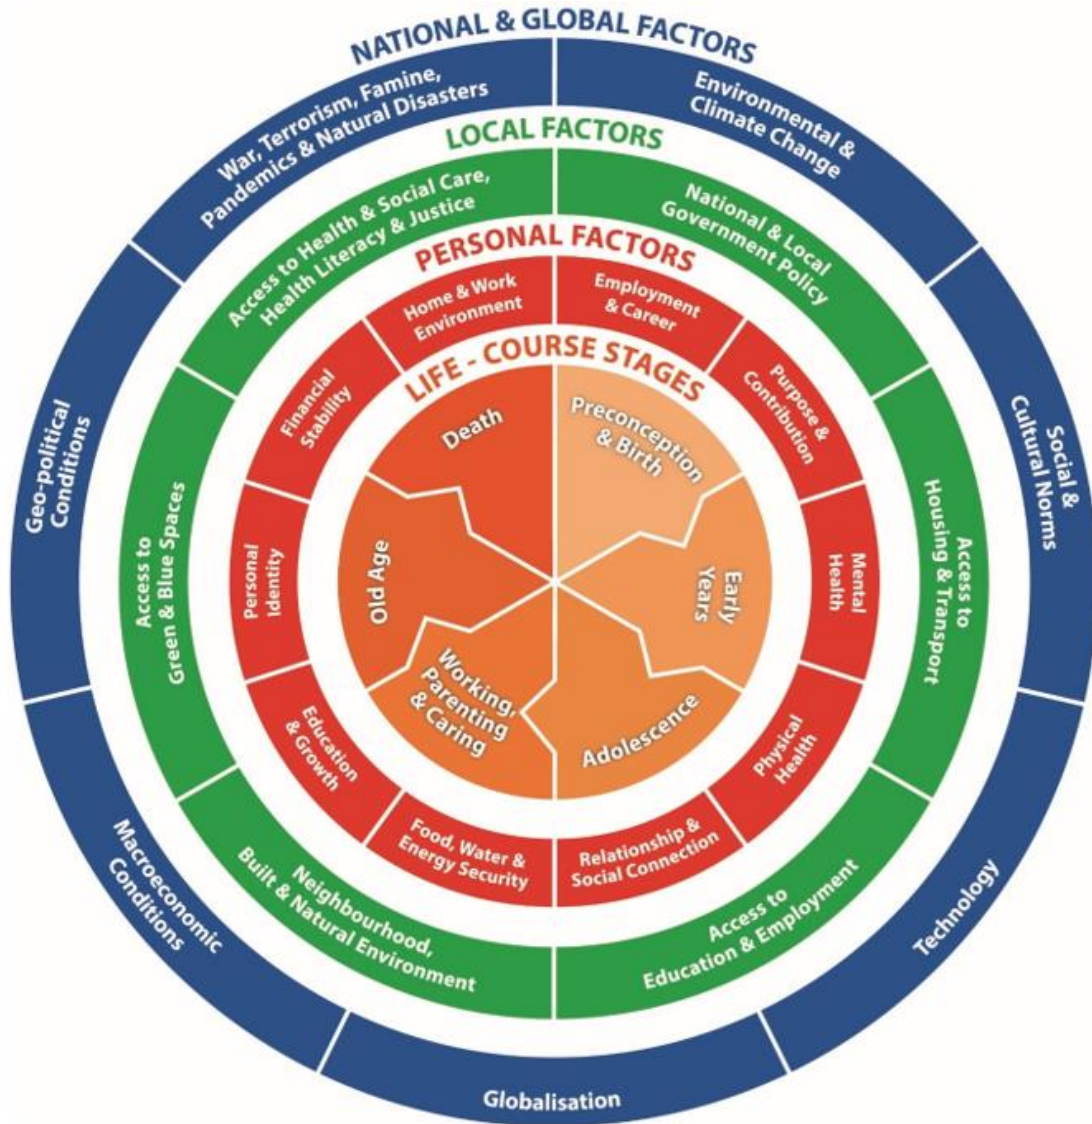 NATIONAL & GLOBAL FACTORS
Environmental &
Climate Change
Social &
Cultural Norms
Technology
Globalisation
Macroeconomic
Conditions
Geo-political
Conditions
War, Terrorism, Famine,
Pandemics & Natural Disasters
LOCAL FACTORS
National & Local
Government Policy
Access to
Housing & Transport
Access to
Education & Employment
Neighbourhood,
Built & Natural Environment
Access to
Green & Blue Spaces
Access to Health & Social Care,
Health Literacy & Justice
PERSONAL FACTORS
Employment
& Career
Purpose &
Contribution
Mental
Health
Physical
Health
Relationship &
Social Connection
Food, Water &
Energy Security
Education
& Growth
Personal
Identity
Financial
Stability
Home & Work
Environment
LIFE - COURSE STAGES
Preconception
& Birth
Early
Years
Adolescence
Working,
Parenting
& Caring
Old Age
Death